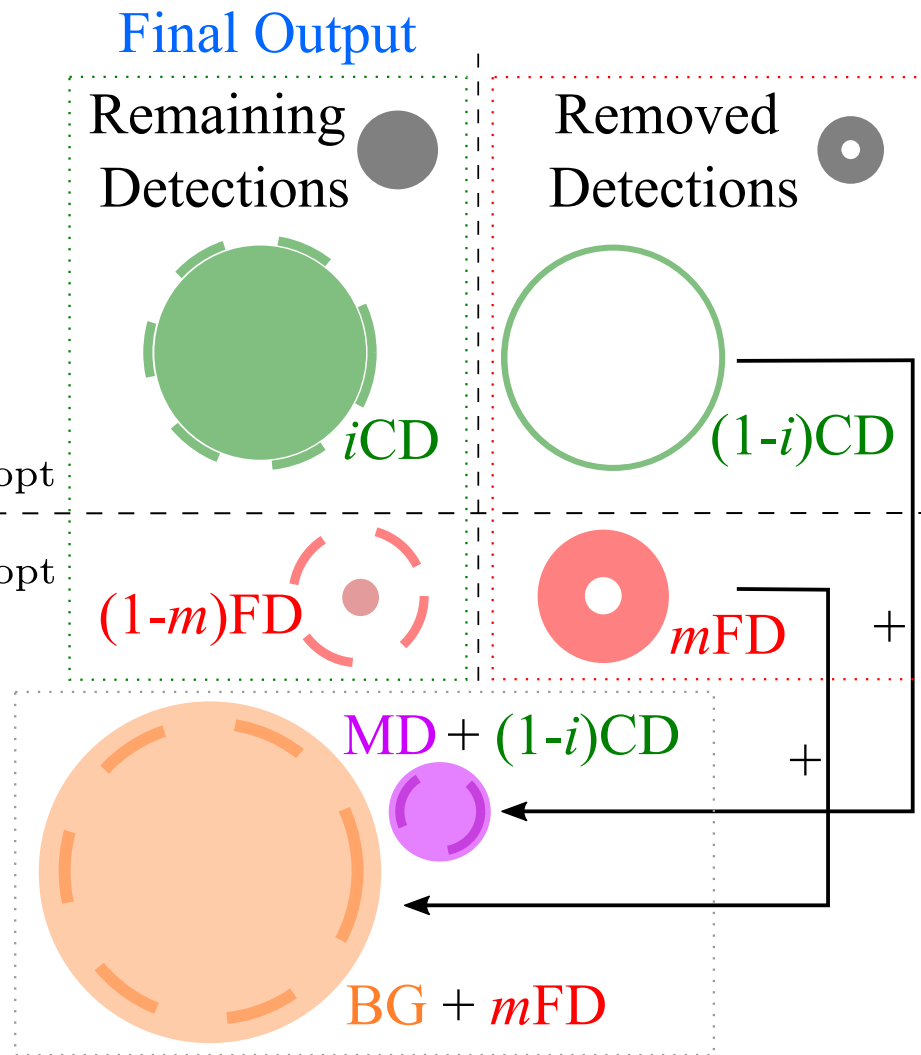 Final Output
Remaining
Detections
Removed
Detections
iCD
(1-i)CD
opt
opt
(1-m)FD
mFD
+
MD + (1-i)CD
+
BG + mFD